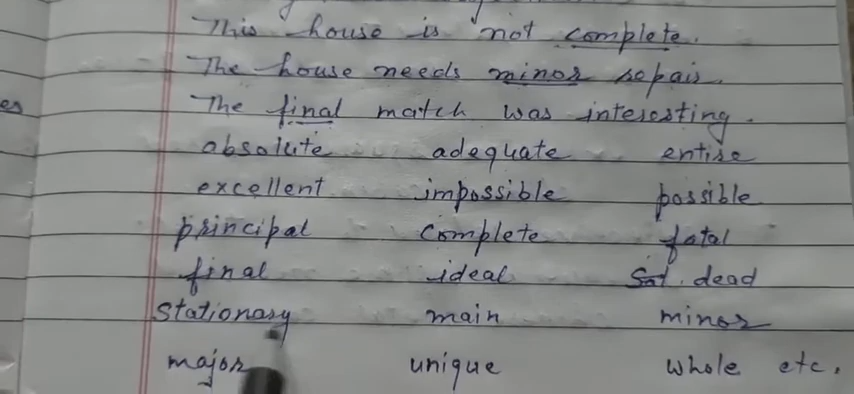 This house is not complete.
The house needs minor repair.
The final match was interesting.
es
absolute adequate entire
excellent impossible possible
principal complete fatal
final ideal dead
stationary main minor
major unique whole etc.